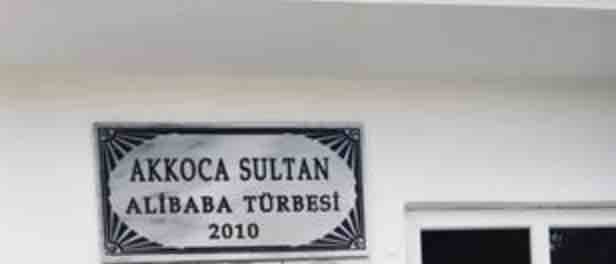 AKKOCA SULTAN
ALİBABA TÜRBESİ
2010